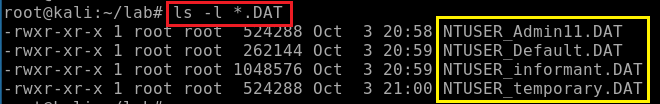 root@kali:~/lab# ls -l *.DAT
-rwxr-xr-x 1 root root  524288 Oct  3 20:58 NTUSER_Admin11.DAT
-rwxr-xr-x 1 root root  262144 Oct  3 20:59 NTUSER_Default.DAT
-rwxr-xr-x 1 root root 1048576 Oct  3 20:59 NTUSER_informant.DAT
-rwxr-xr-x 1 root root  524288 Oct  3 21:00 NTUSER_temporary.DAT